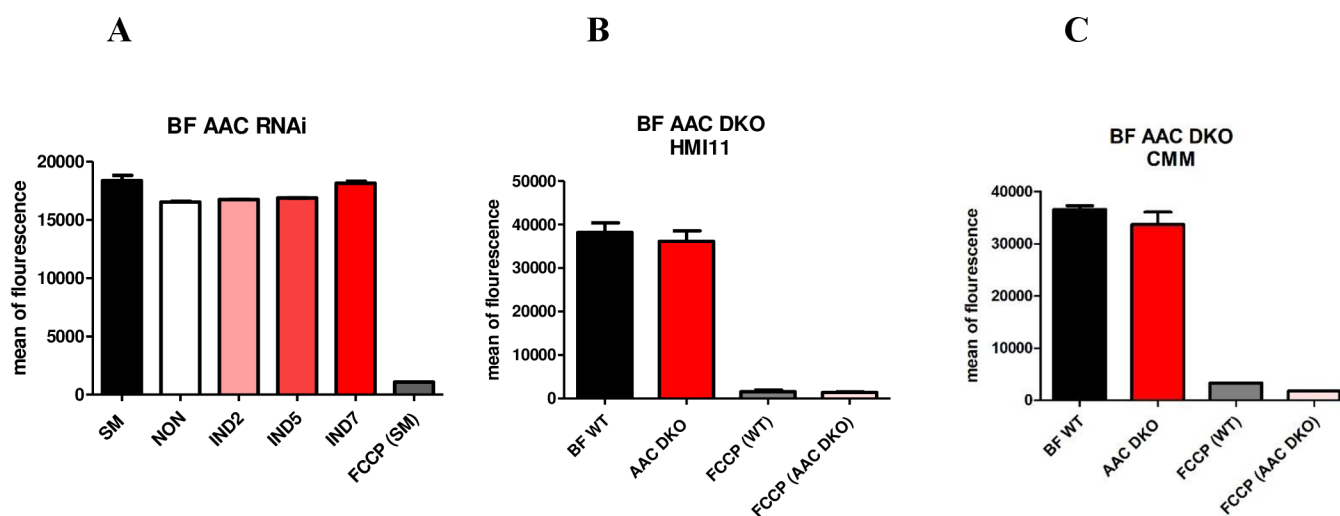 A
B
C
BF AAC RNAi
mean of flourescence
20000
15000
10000
5000
0
SM
NON
IND2
IND5
IND7
FCCP (SM)
BF AAC DKO
HMI11
mean of flourescence
50000
40000
30000
20000
10000
0
BF WT
AAC DKO
FCCP (WT)
FCCP (AAC DKO)
BF AAC DKO
CMM
mean of flourescence
40000
30000
20000
10000
0
BF WT
AAC DKO
FCCP (WT)
FCCP (AAC DKO)